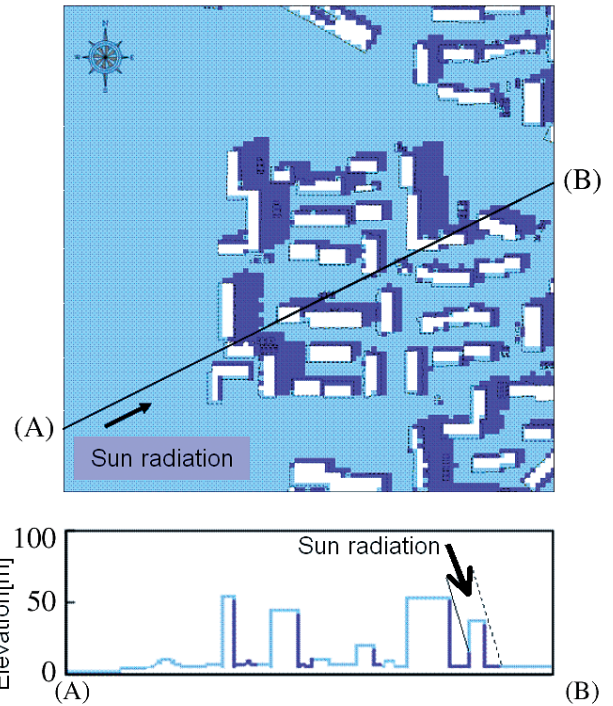 N
W
E
S
(B)
(A)
Sun radiation
100
Sun radiation
50
Elevation[m]
0
(A)
(B)